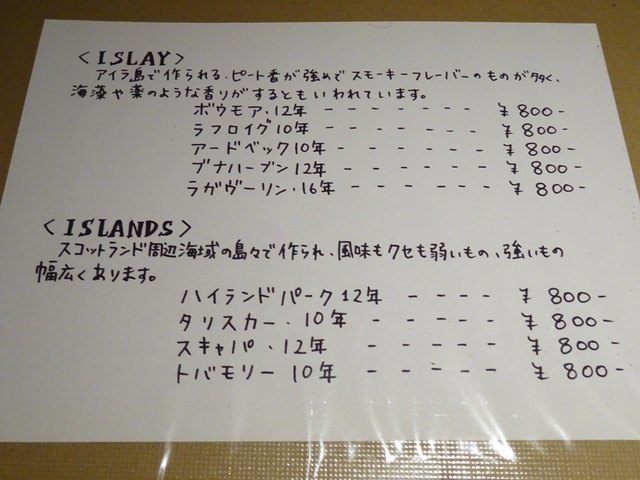 <ISLAY>
アイラ島で作られる、ピート香が強めでスモーキーフレーバーのものが多く、
海藻や薬のような香りがするともいわれています。
ボウモア・12年 - - - - - - - ¥800-
ラフロイグ10年 - - - - - - - ¥800-
アードベック10年 - - - - - - ¥800-
ブナハーブン12年 - - - - - - ¥800-
ラガヴーリン・16年 - - - - - ¥800-
<ISLANDS>
スコットランド周辺海域の島々で作られ、風味もクセも弱いもの、強いもの
幅広くあります。
ハイランドパーク12年 - - - - ¥800-
タリスカー・10年 - - - - - - ¥800-
スキャパ・12年 - - - - - - ¥800-
トバモリー10年 - - - - - - ¥800-